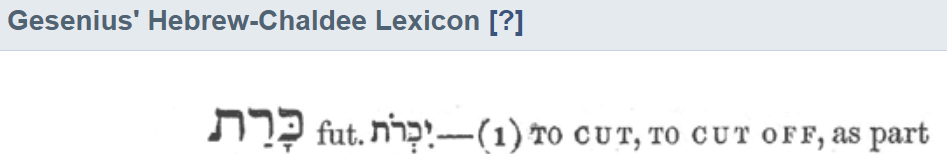 Gesenius' Hebrew-Chaldee Lexicon [?]
כָּרַת fut. יִכְרֹת—(1) TO CUT, TO CUT OFF, as part